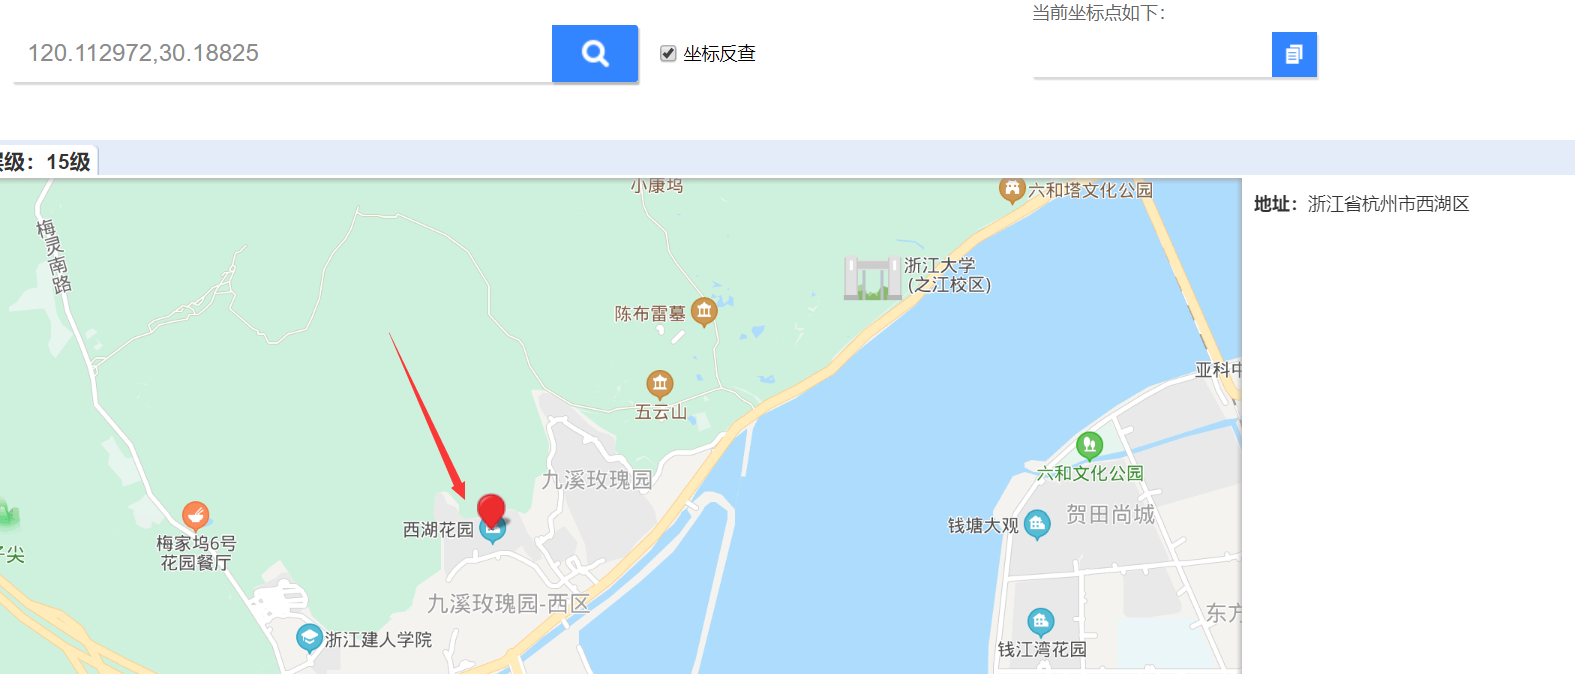 当前坐标点如下:
120.112972,30.18825
坐标反查
级：15级
地址：浙江省杭州市西湖区
小康坞
六和塔文化公园
梅灵南路
浙江大学
(之江校区)
陈布雷墓
亚科中
五云山
六和文化公园
九溪玫瑰园
贺田尚城
钱塘大观
西湖花园
梅家坞6号
花园餐厅
尖
九溪玫瑰园-西区
东方
浙江建人学院
钱江湾花园